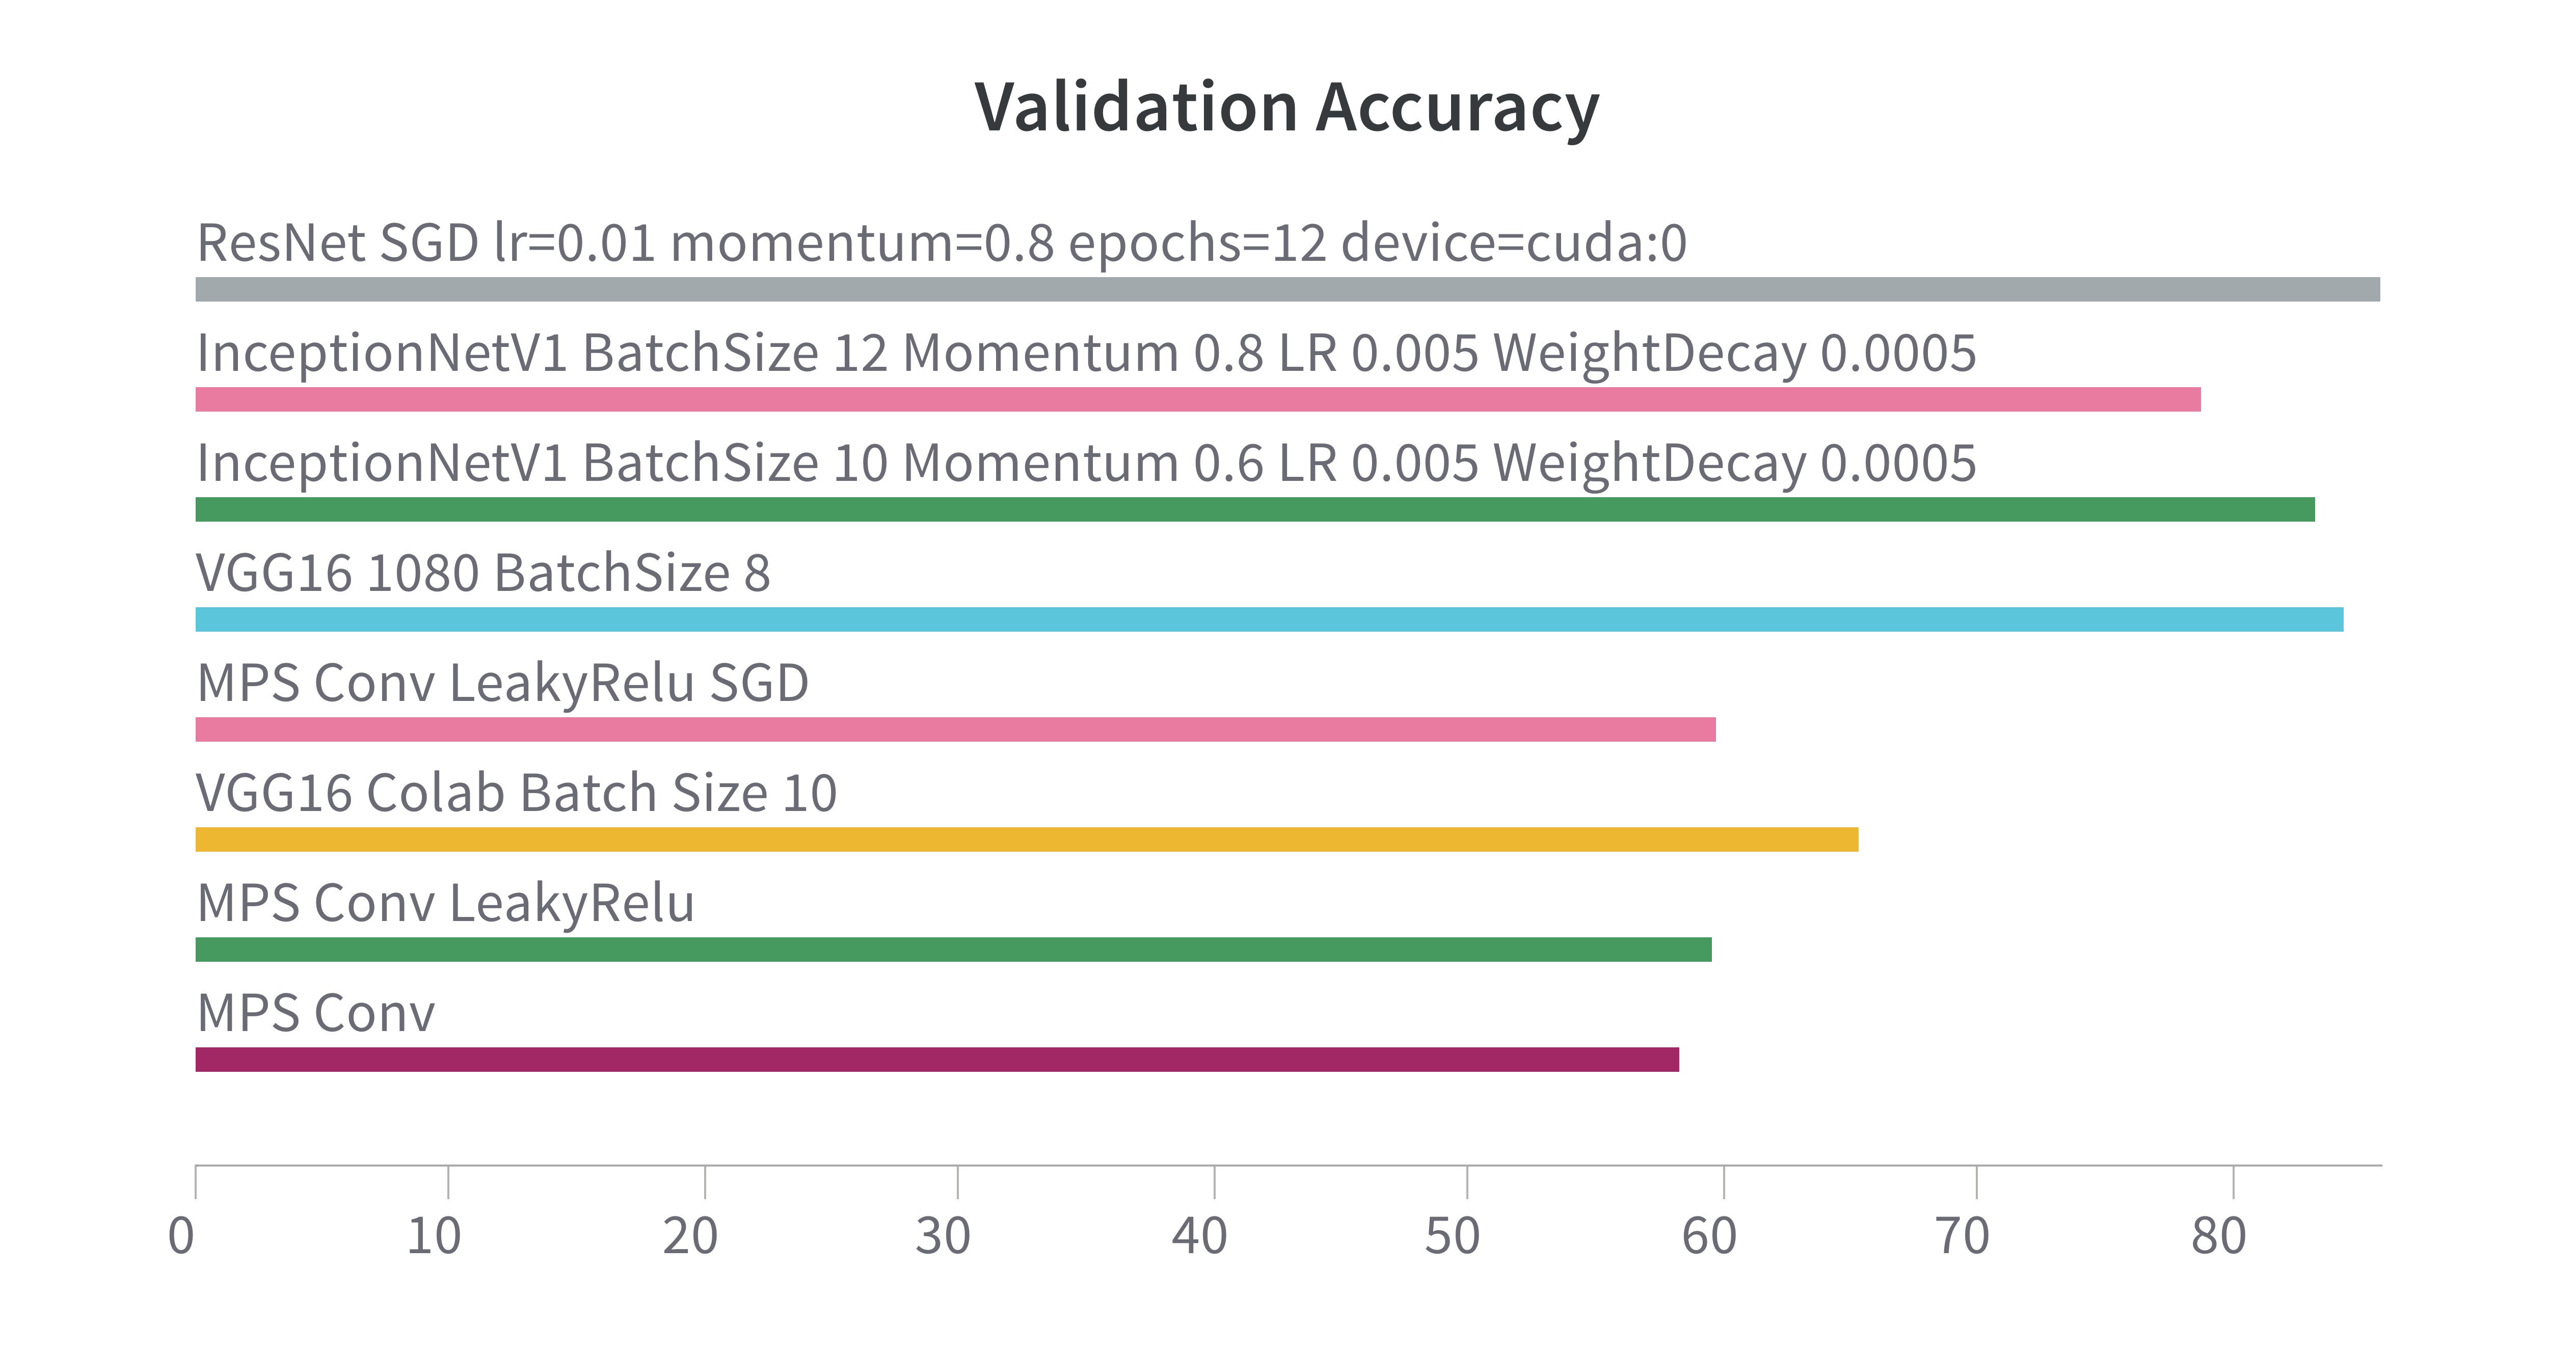 Validation Accuracy
ResNet SGD lr=0.01 momentum=0.8 epochs=12 device=cuda:0
InceptionNetV1 BatchSize 12 Momentum 0.8 LR 0.005 WeightDecay 0.0005
InceptionNetV1 BatchSize 10 Momentum 0.6 LR 0.005 WeightDecay 0.0005
VGG16 1080 BatchSize 8
MPS Conv LeakyRelu SGD
VGG16 Colab Batch Size 10
MPS Conv LeakyRelu
MPS Conv
0 10 20 30 40 50 60 70 80